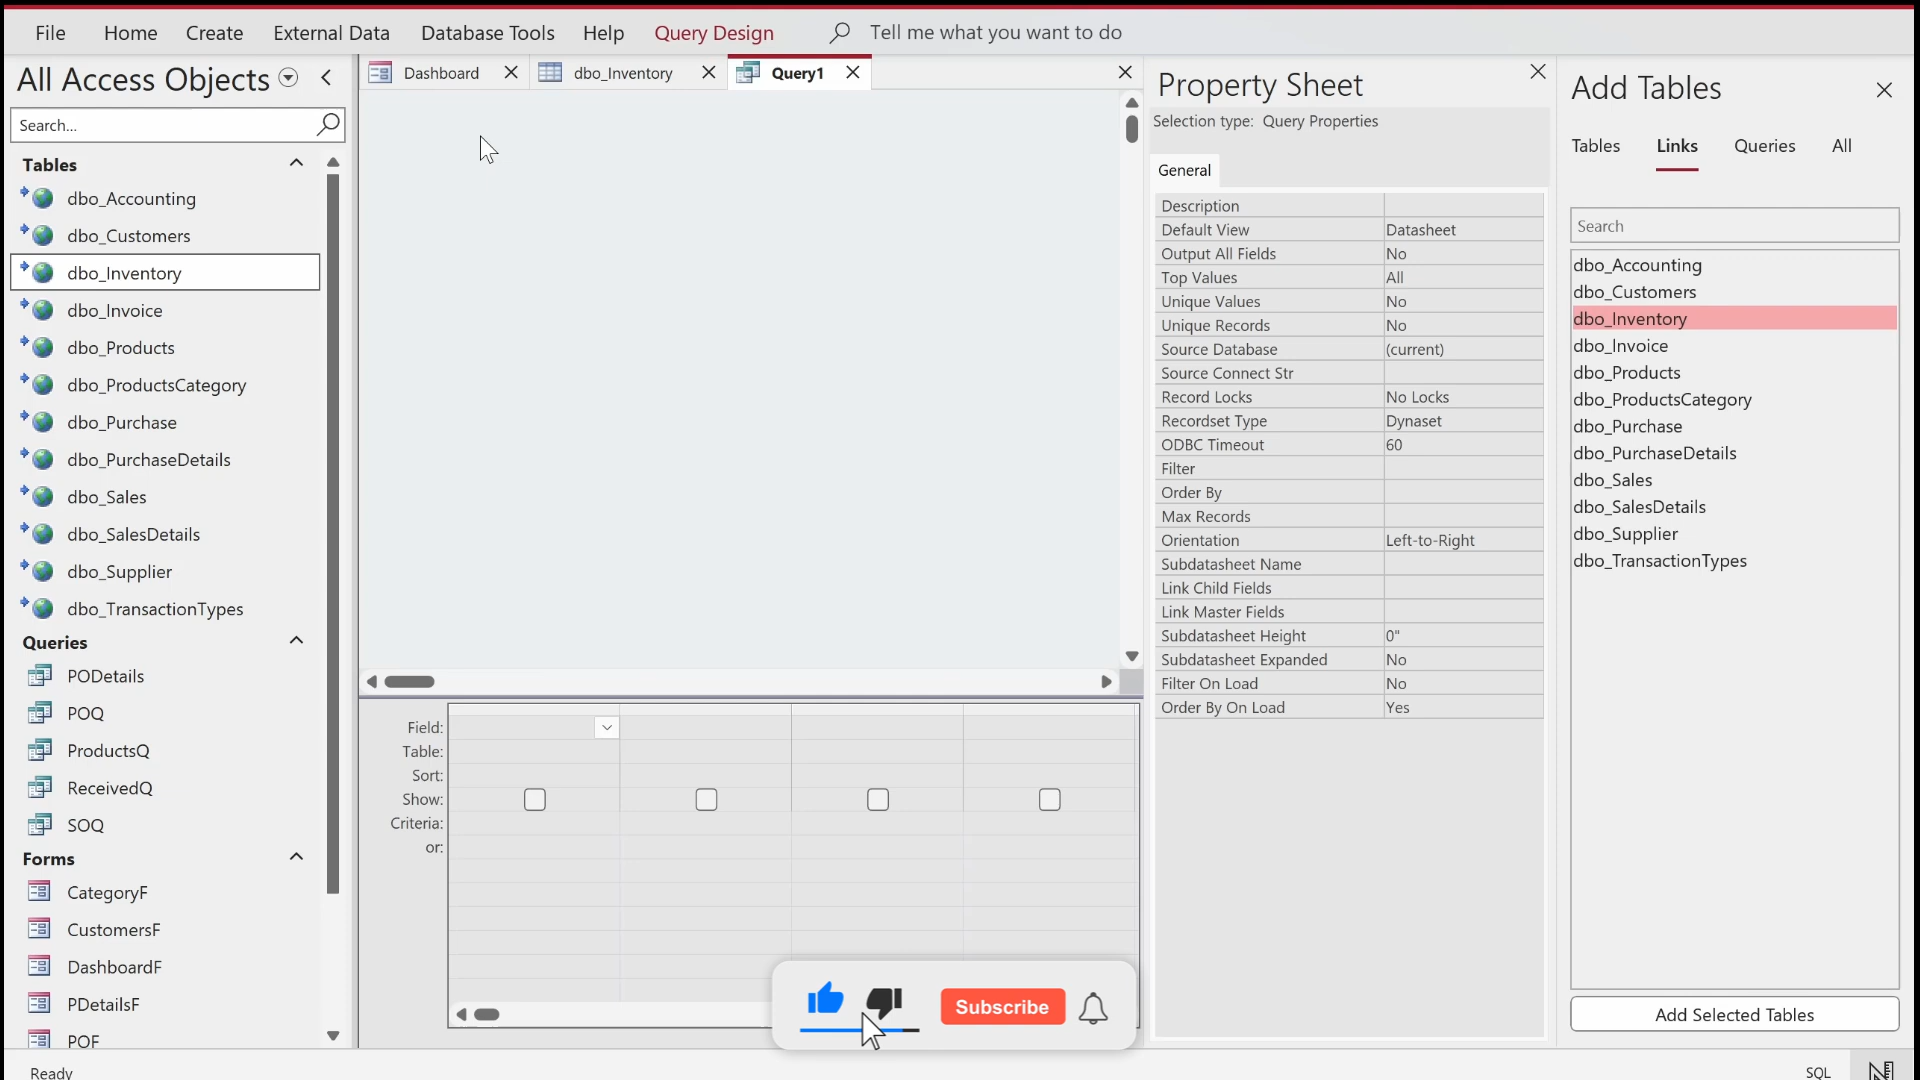 File Home Create External Data Database Tools Help Query Design Tell me what you want to do
All Access Objects
Search...
Tables
dbo_Accounting
dbo_Customers
dbo_Inventory
dbo_Invoice
dbo_Products
dbo_ProductsCategory
dbo_Purchase
dbo_PurchaseDetails
dbo_Sales
dbo_SalesDetails
dbo_Supplier
dbo_TransactionTypes
Queries
PODetails
POQ
ProductsQ
ReceivedQ
SOQ
Forms
CategoryF
CustomersF
DashboardF
PDetailsF
POF
Dashboard dbo_Inventory Query1
Field:
Table:
Sort:
Show:
Criteria:
or:
Subscribe
Property Sheet
Selection type: Query Properties
General
Description
Default View Datasheet
Output All Fields No
Top Values All
Unique Values No
Unique Records No
Source Database (current)
Source Connect Str
Record Locks No Locks
Recordset Type Dynaset
ODBC Timeout 60
Filter
Order By
Max Records
Orientation Left-to-Right
Subdatasheet Name
Link Child Fields
Link Master Fields
Subdatasheet Height 0"
Subdatasheet Expanded No
Filter On Load No
Order By On Load Yes
Add Tables
Tables Links Queries All
Search
dbo_Accounting
dbo_Customers
dbo_Inventory
dbo_Invoice
dbo_Products
dbo_ProductsCategory
dbo_Purchase
dbo_PurchaseDetails
dbo_Sales
dbo_SalesDetails
dbo_Supplier
dbo_TransactionTypes
Add Selected Tables
Ready SQL